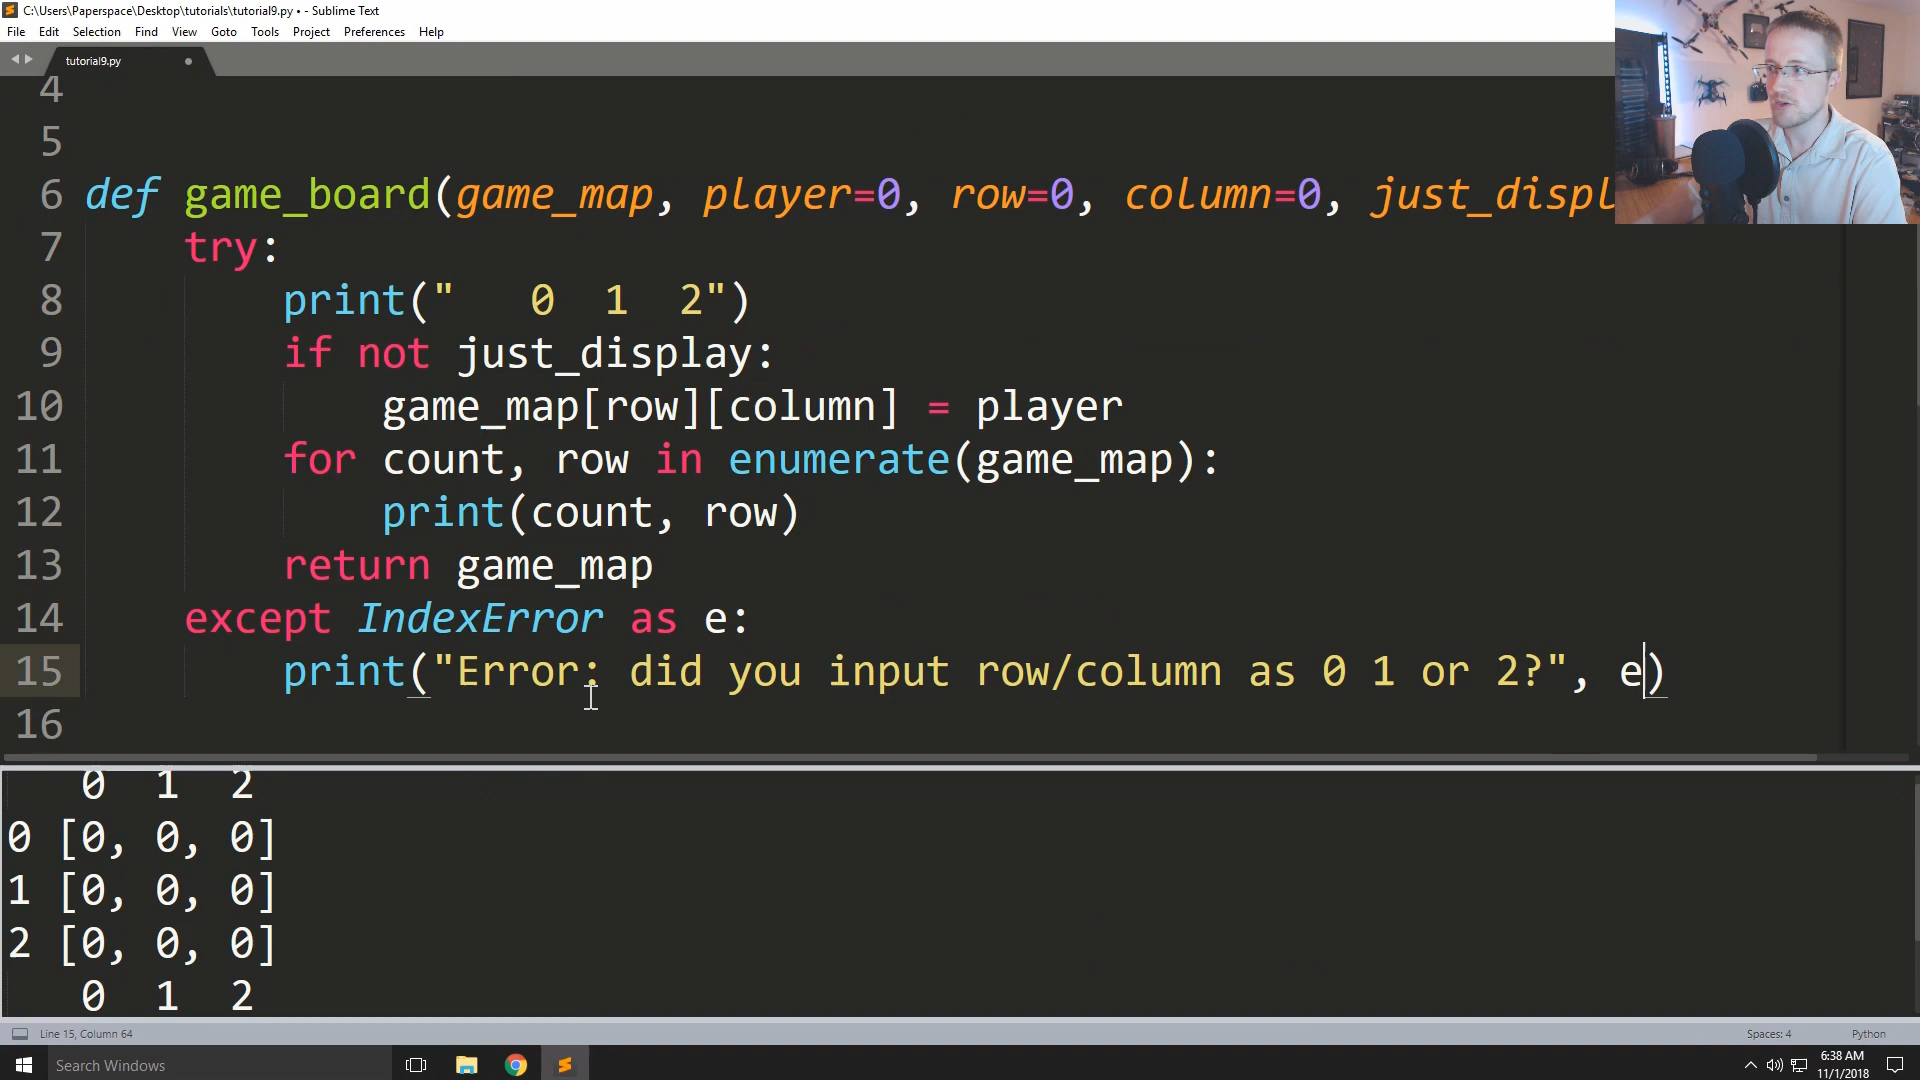 C:\Users\Paperspace\Desktop\tutorials\tutorial9.py • - Sublime Text
File Edit Selection Find View Goto Tools Project Preferences Help
tutorial9.py
4
5
6 def game_board(game_map, player=0, row=0, column=0, just_displ
7 try:
8 print("   0  1  2")
9 if not just_display:
10 game_map[row][column] = player
11 for count, row in enumerate(game_map):
12 print(count, row)
13 return game_map
14 except IndexError as e:
15 print("Error: did you input row/column as 0 1 or 2?", e)
16
0 1 2
0 [0, 0, 0]
1 [0, 0, 0]
2 [0, 0, 0]
0 1 2
Line 15, Column 64 Spaces: 4 Python
Search Windows 6:38 AM
11/1/2018